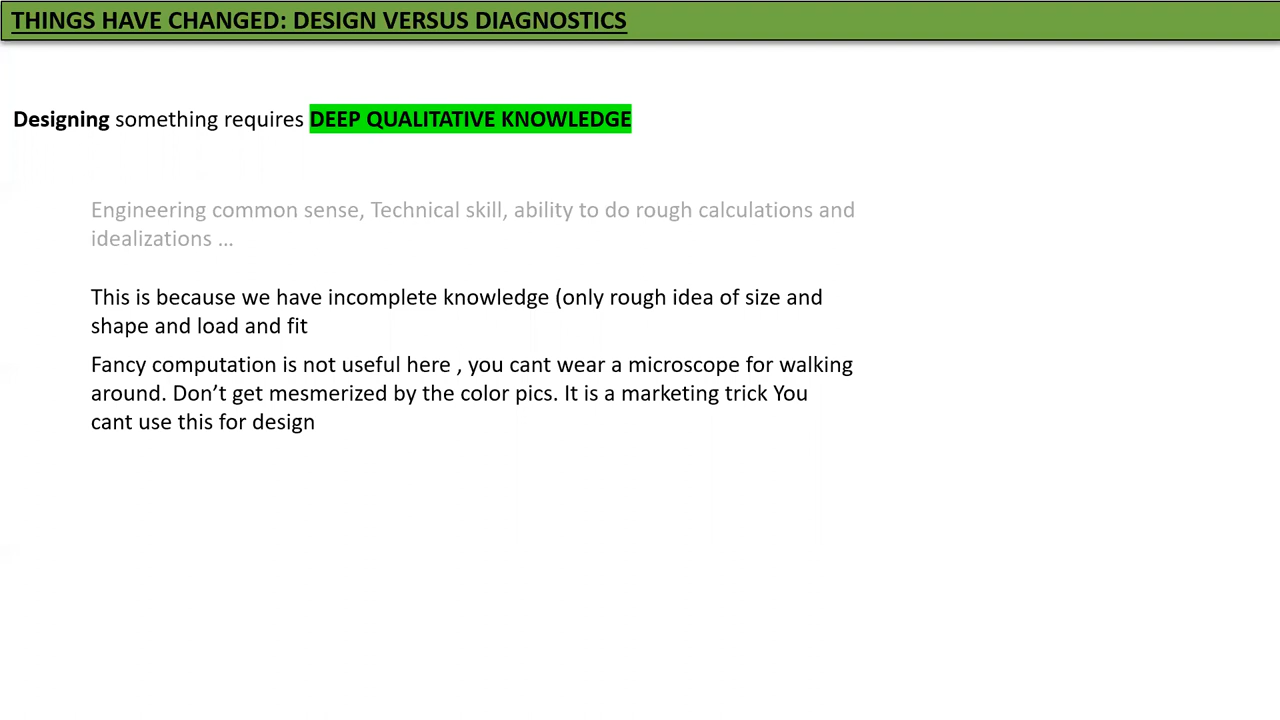 THINGS HAVE CHANGED: DESIGN VERSUS DIAGNOSTICS
Designing something requires DEEP QUALITATIVE KNOWLEDGE
Engineering common sense, Technical skill, ability to do rough calculations and
idealizations ...
This is because we have incomplete knowledge (only rough idea of size and
shape and load and fit
Fancy computation is not useful here , you cant wear a microscope for walking
around. Don’t get mesmerized by the color pics. It is a marketing trick You
cant use this for design